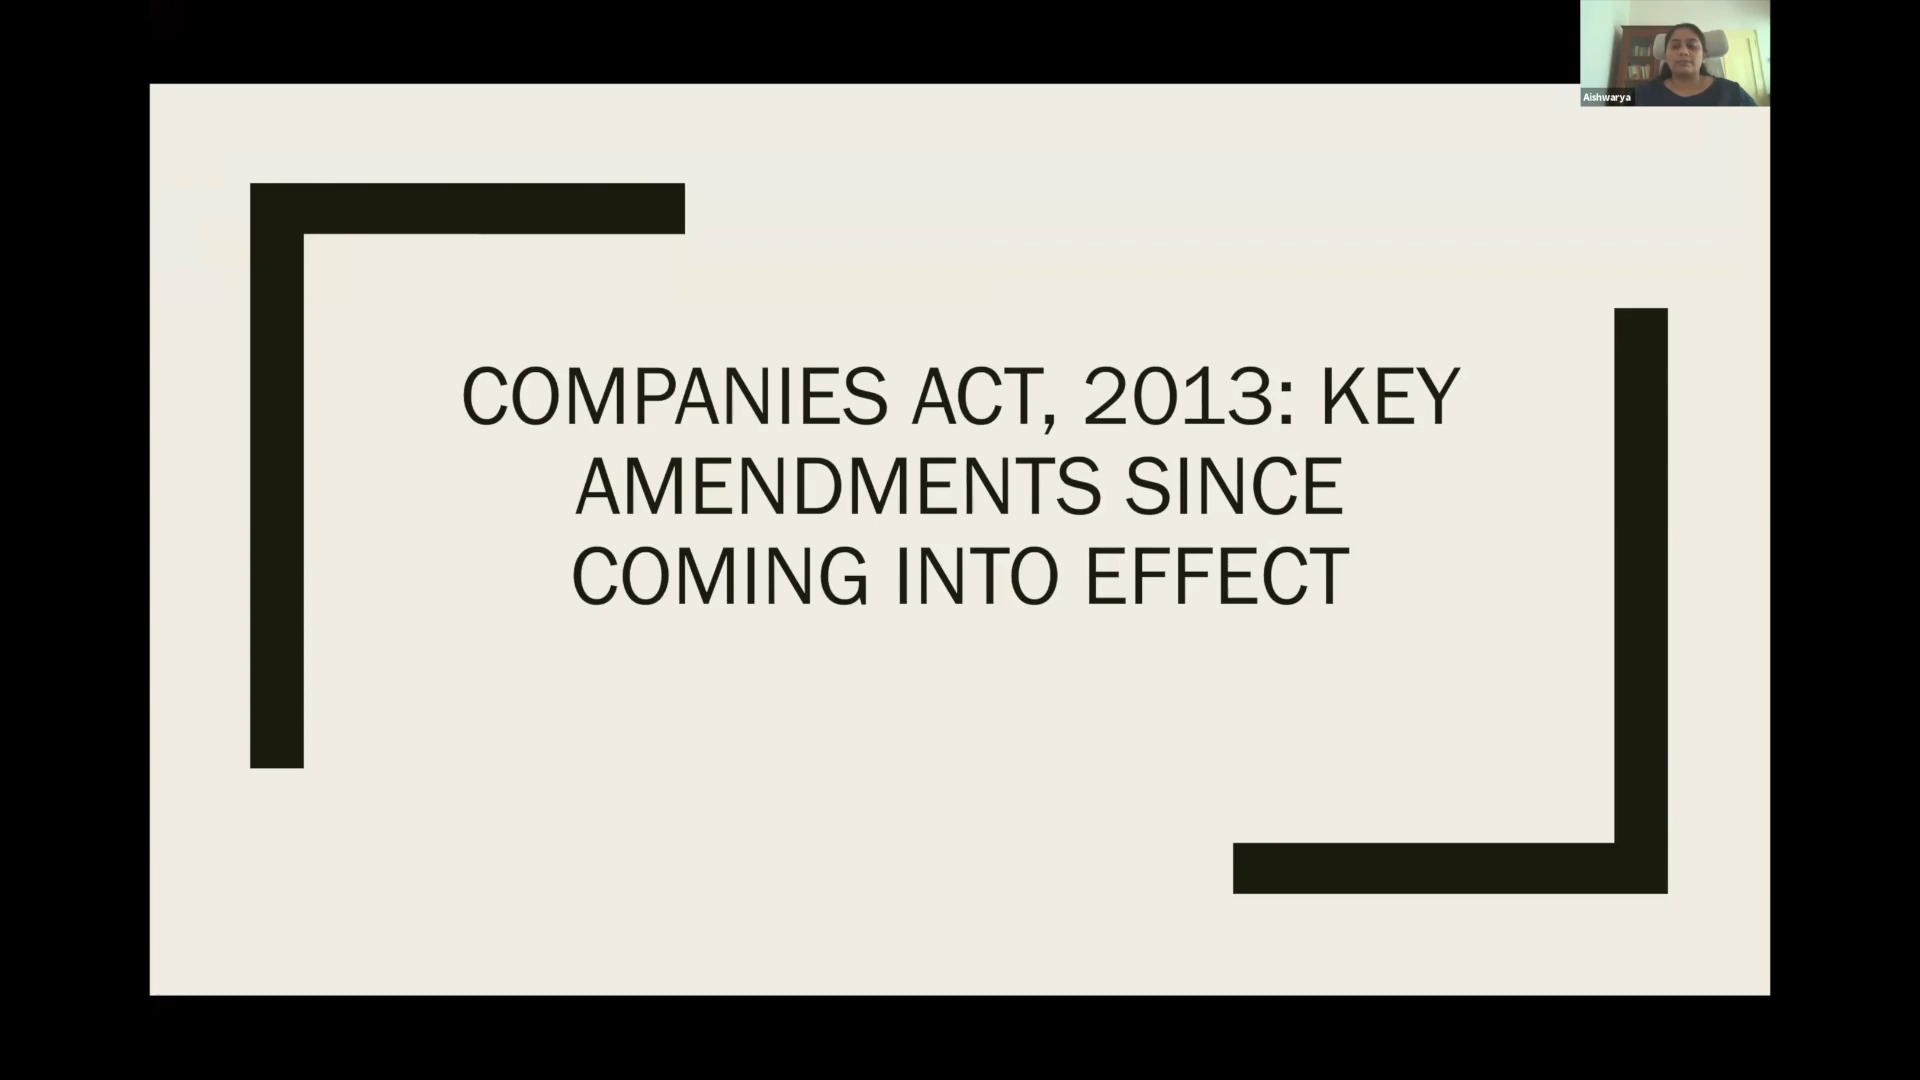 Aishwarya
COMPANIES ACT, 2013: KEY
AMENDMENTS SINCE
COMING INTO EFFECT